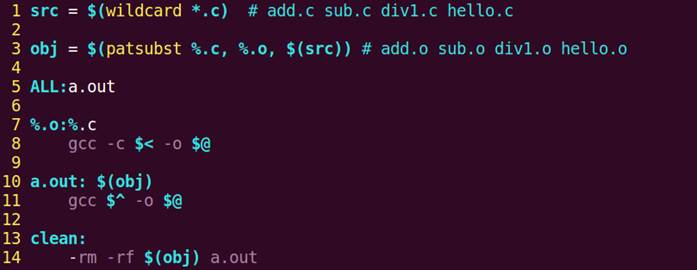 1 src = $(wildcard *.c)  # add.c sub.c div1.c hello.c
2
3 obj = $(patsubst %.c, %.o, $(src)) # add.o sub.o div1.o hello.o
4
5 ALL:a.out
6
7 %.o:%.c
8     gcc -c $< -o $@
9
10 a.out: $(obj)
11     gcc $^ -o $@
12
13 clean:
14     -rm -rf $(obj) a.out